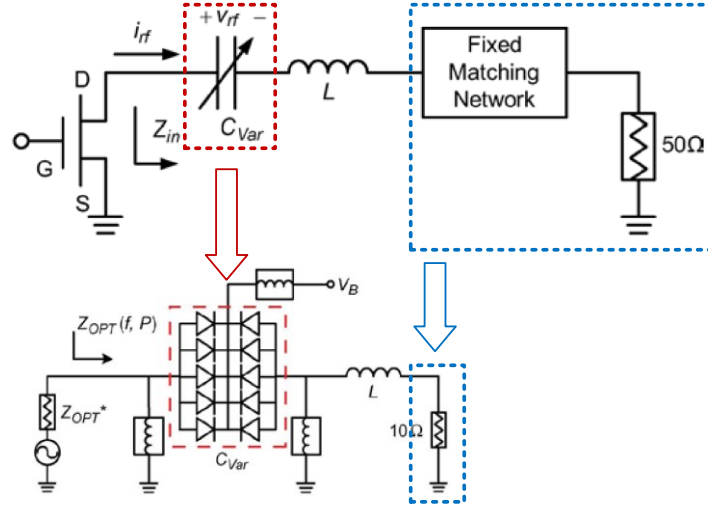 + v_rf −
i_rf
Fixed
Matching
Network
D
L
Z_in
C_Var
50Ω
G
S
V_B
Z_OPT (f, P)
L
Z_OPT*
10Ω
C_Var